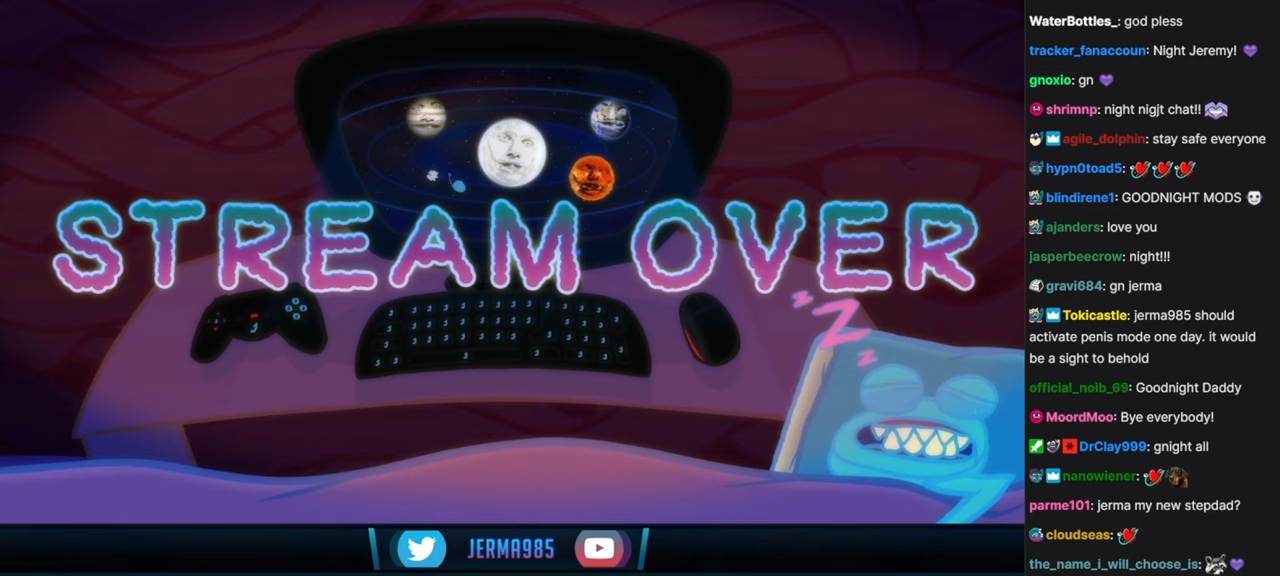 STREAM OVER
z
Z
z
JERMA985
WaterBottles_: god pless
tracker_fanaccoun: Night Jeremy!
gnoxio: gn
shrimnp: night nigjt chat!!
agile_dolphin: stay safe everyone
hypn0toad5:
blindirene1: GOODNIGHT MODS
ajanders: love you
jasperbeecrow: night!!!
gravi684: gn jerma
Tokicastle: jerma985 should
activate penis mode one day. it would
be a sight to behold
official_noib_69: Goodnight Daddy
MoordMoo: Bye everybody!
DrClay999: gnight all
nanowiener:
parme101: jerma my new stepdad?
cloudseas:
the_name_i_will_choose_is: